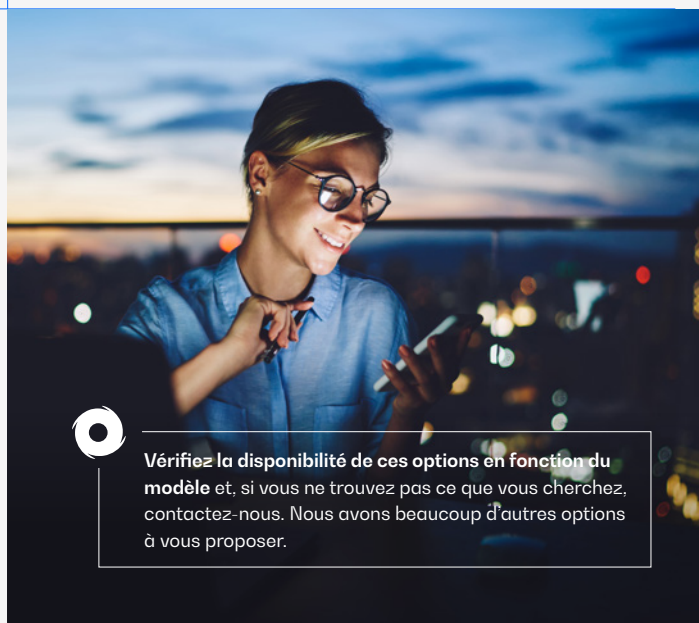 Vérifiez la disponibilité de ces options en fonction du
modèle et, si vous ne trouvez pas ce que vous cherchez,
contactez-nous. Nous avons beaucoup d'autres options
à vous proposer.